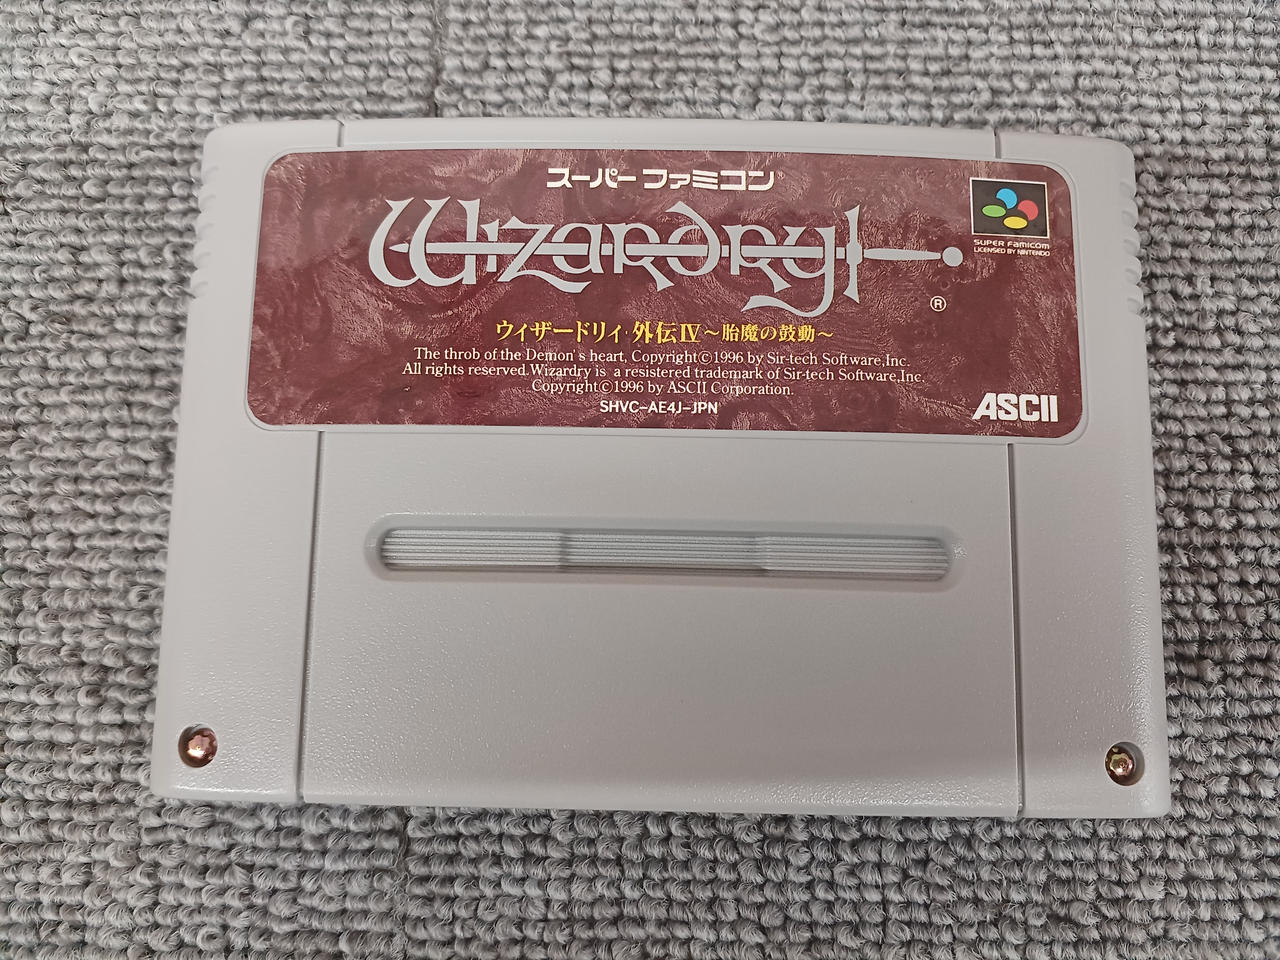 スーパーファミコン
Wizardry
®
SUPER FAMICOM
LICENSED BY NINTENDO
ウィザードリィ・外伝IV～胎魔の鼓動～
The throb of the Demon's heart, Copyright©1996 by Sir-tech Software,Inc.
All rights reserved.Wizardry is a resistered trademark of Sir-tech Software,Inc.
Copyright©1996 by ASCII Corporation.
SHVC-AE4J-JPN
ASCII